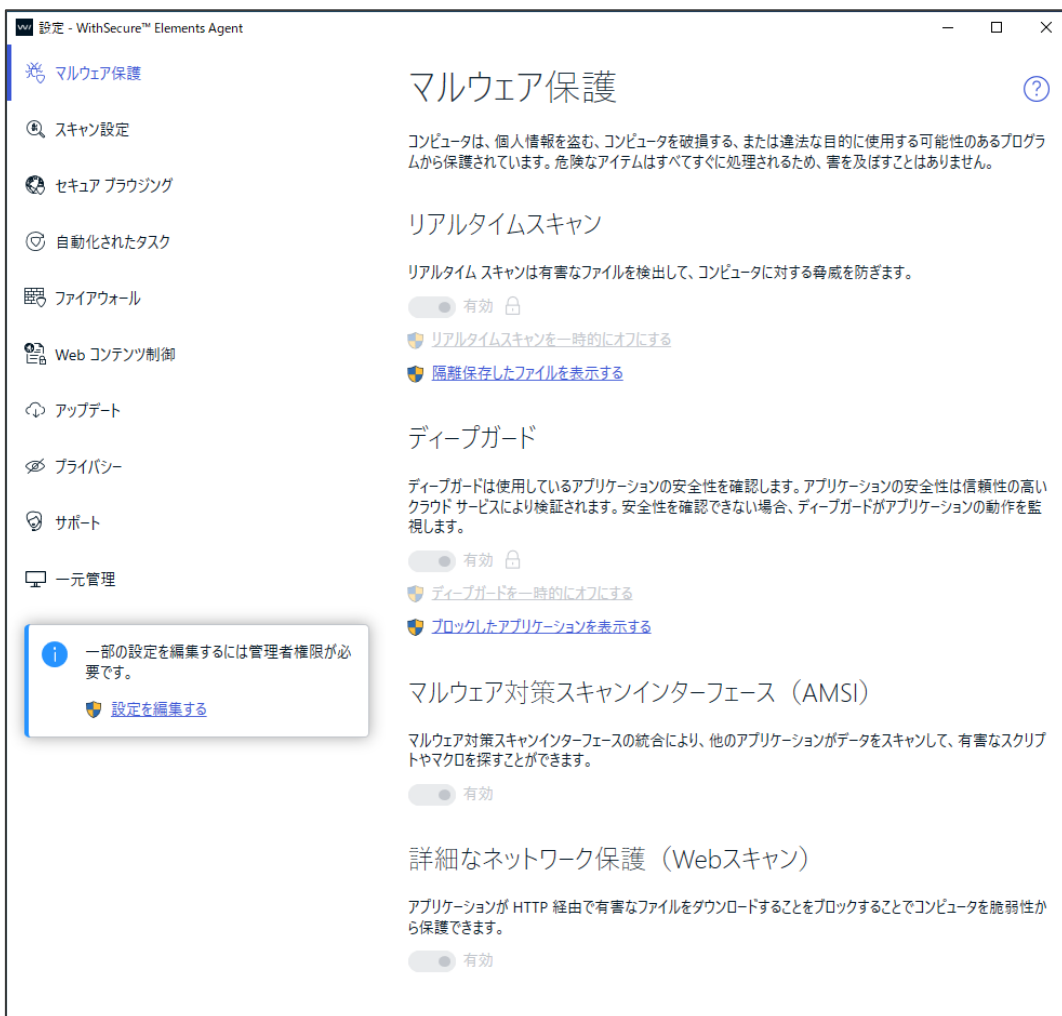 設定 - WithSecure™ Elements Agent
マルウェア保護
スキャン設定
セキュア ブラウジング
自動化されたタスク
ファイアウォール
Web コンテンツ制御
アップデート
プライバシー
サポート
一元管理
一部の設定を編集するには管理者権限が必
要です。
設定を編集する
マルウェア保護
コンピュータは、個人情報を盗む、コンピュータを破損する、または違法な目的に使用する可能性のあるプログラ
ムから保護されています。危険なアイテムはすべてすぐに処理されるため、害を及ぼすことはありません。
リアルタイムスキャン
リアルタイム スキャンは有害なファイルを検出して、コンピュータに対する脅威を防ぎます。
有効
リアルタイムスキャンを一時的にオフにする
隔離保存したファイルを表示する
ディープガード
ディープガードは使用しているアプリケーションの安全性を確認します。アプリケーションの安全性は信頼性の高い
クラウド サービスにより検証されます。安全性を確認できない場合、ディープガードがアプリケーションの動作を監
視します。
有効
ディープガードを一時的にオフにする
ブロックしたアプリケーションを表示する
マルウェア対策スキャンインターフェース（AMSI）
マルウェア対策スキャンインターフェースの統合により、他のアプリケーションがデータをスキャンして、有害なスクリプ
トやマクロを探すことができます。
有効
詳細なネットワーク保護（Webスキャン）
アプリケーションが HTTP 経由で有害なファイルをダウンロードすることをブロックすることでコンピュータを脆弱性か
ら保護できます。
有効